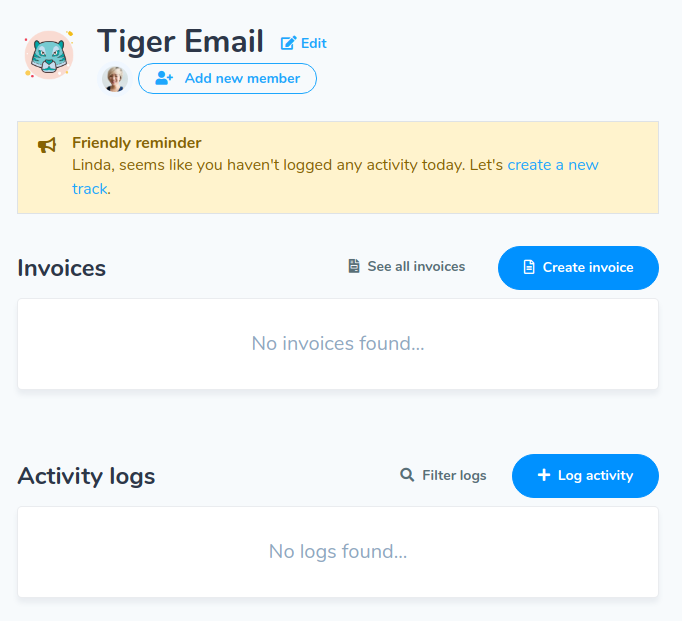 Tiger Email
Edit
Add new member
Friendly reminder
Linda, seems like you haven't logged any activity today. Let's create a new
track.
Invoices
See all invoices
Create invoice
No invoices found...
Activity logs
Filter logs
Log activity
No logs found...